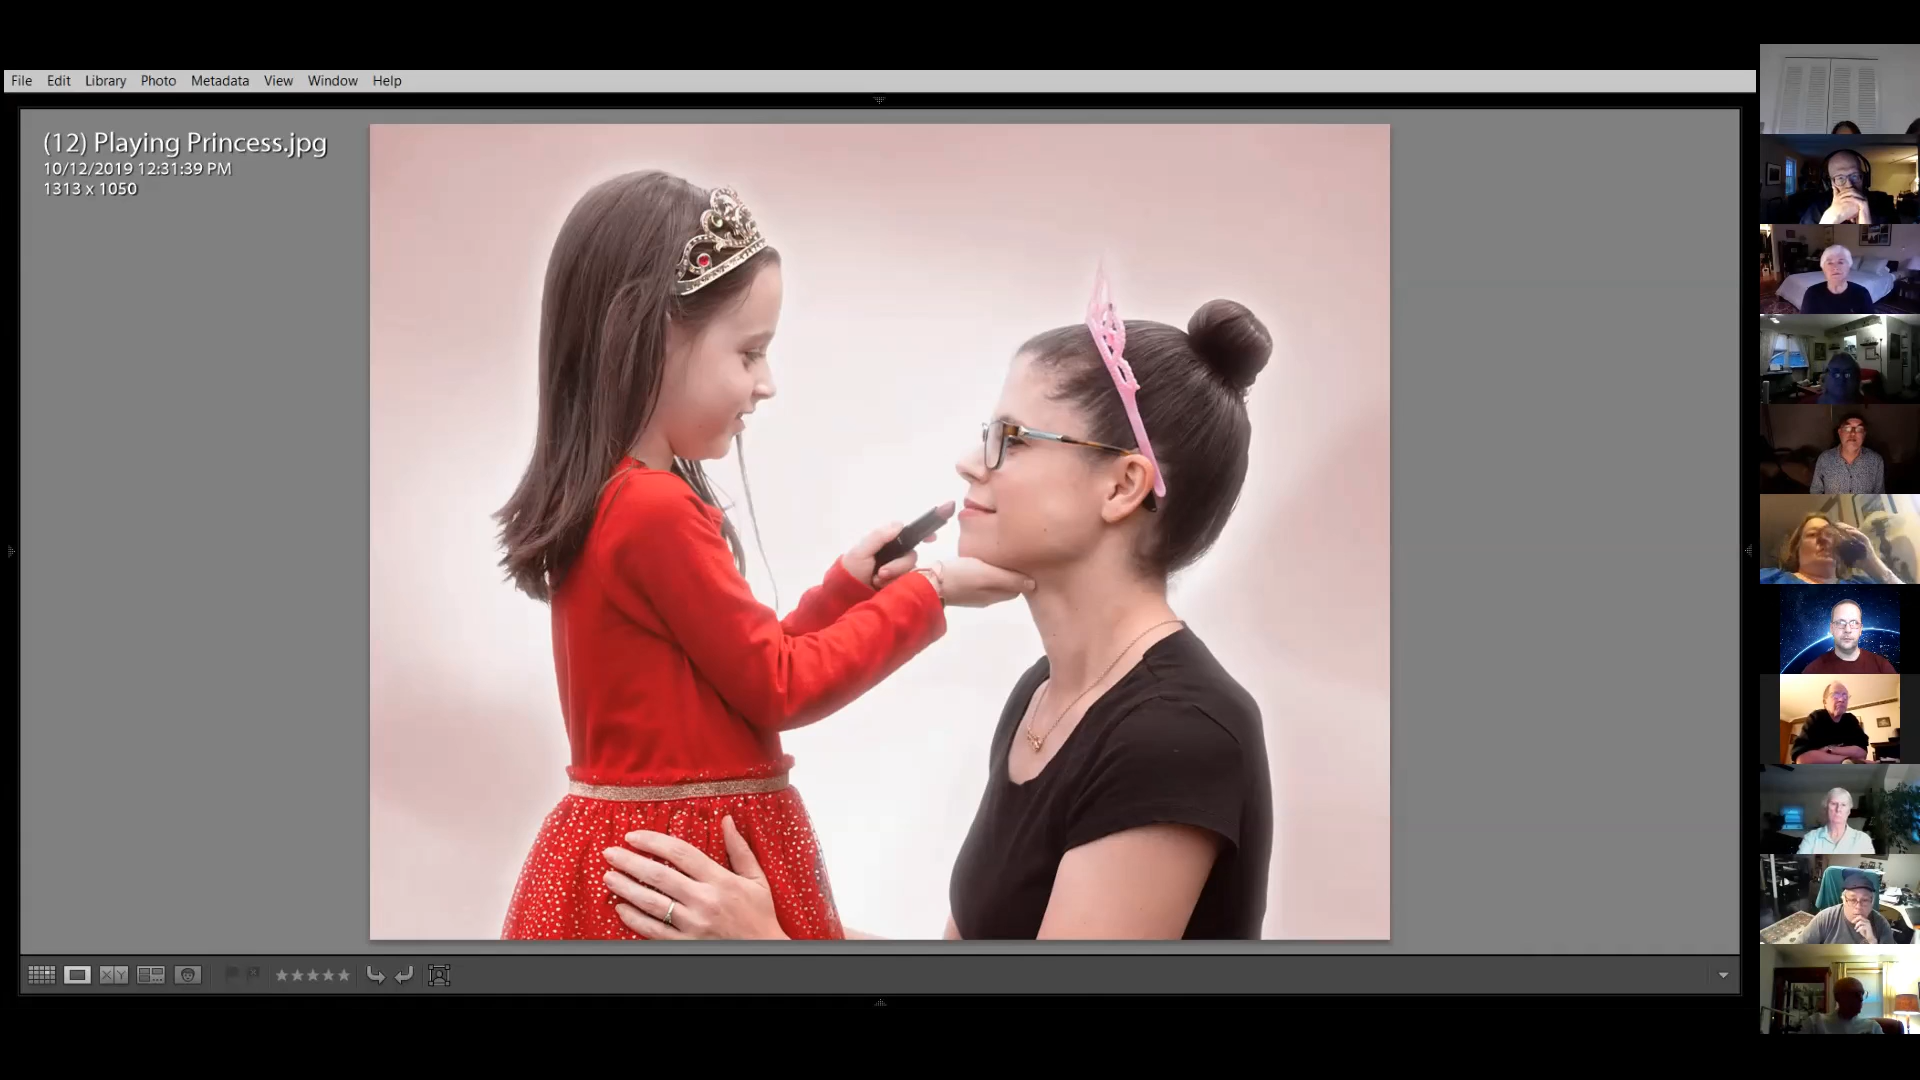 File Edit Library Photo Metadata View Window Help
(12) Playing Princess.jpg
10/12/2019 12:31:39 PM
1313 x 1050
X Y